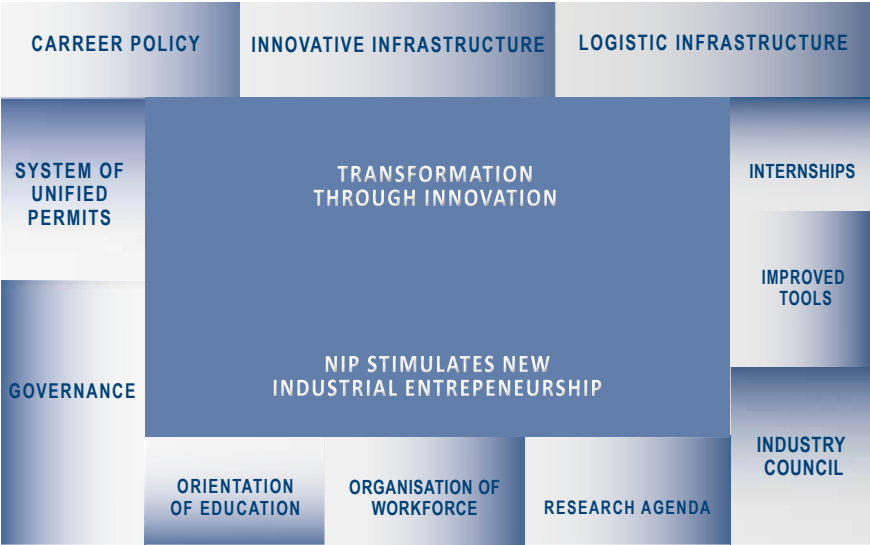 CARREER POLICY
INNOVATIVE INFRASTRUCTURE
LOGISTIC INFRASTRUCTURE
SYSTEM OF
UNIFIED
PERMITS
TRANSFORMATION
THROUGH INNOVATION
INTERNSHIPS
IMPROVED
TOOLS
GOVERNANCE
NIP STIMULATES NEW
INDUSTRIAL ENTREPENEURSHIP
INDUSTRY
COUNCIL
ORIENTATION
OF EDUCATION
ORGANISATION OF
WORKFORCE
RESEARCH AGENDA